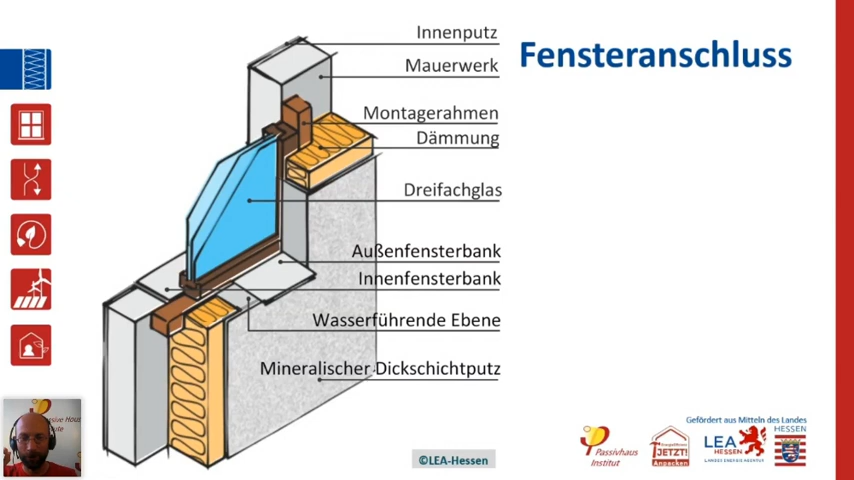 Fensteranschluss
Innenputz
Mauerwerk
Montagerahmen
Dämmung
Dreifachglas
Außenfensterbank
Innenfensterbank
Wasserführende Ebene
Mineralischer Dickschichtputz
©LEA-Hessen
Gefördert aus Mitteln des Landes
HESSEN
Passivhaus
Institut
JETZT!
Anpacken
LEA
HESSEN
LANDES ENERGIE AGENTUR